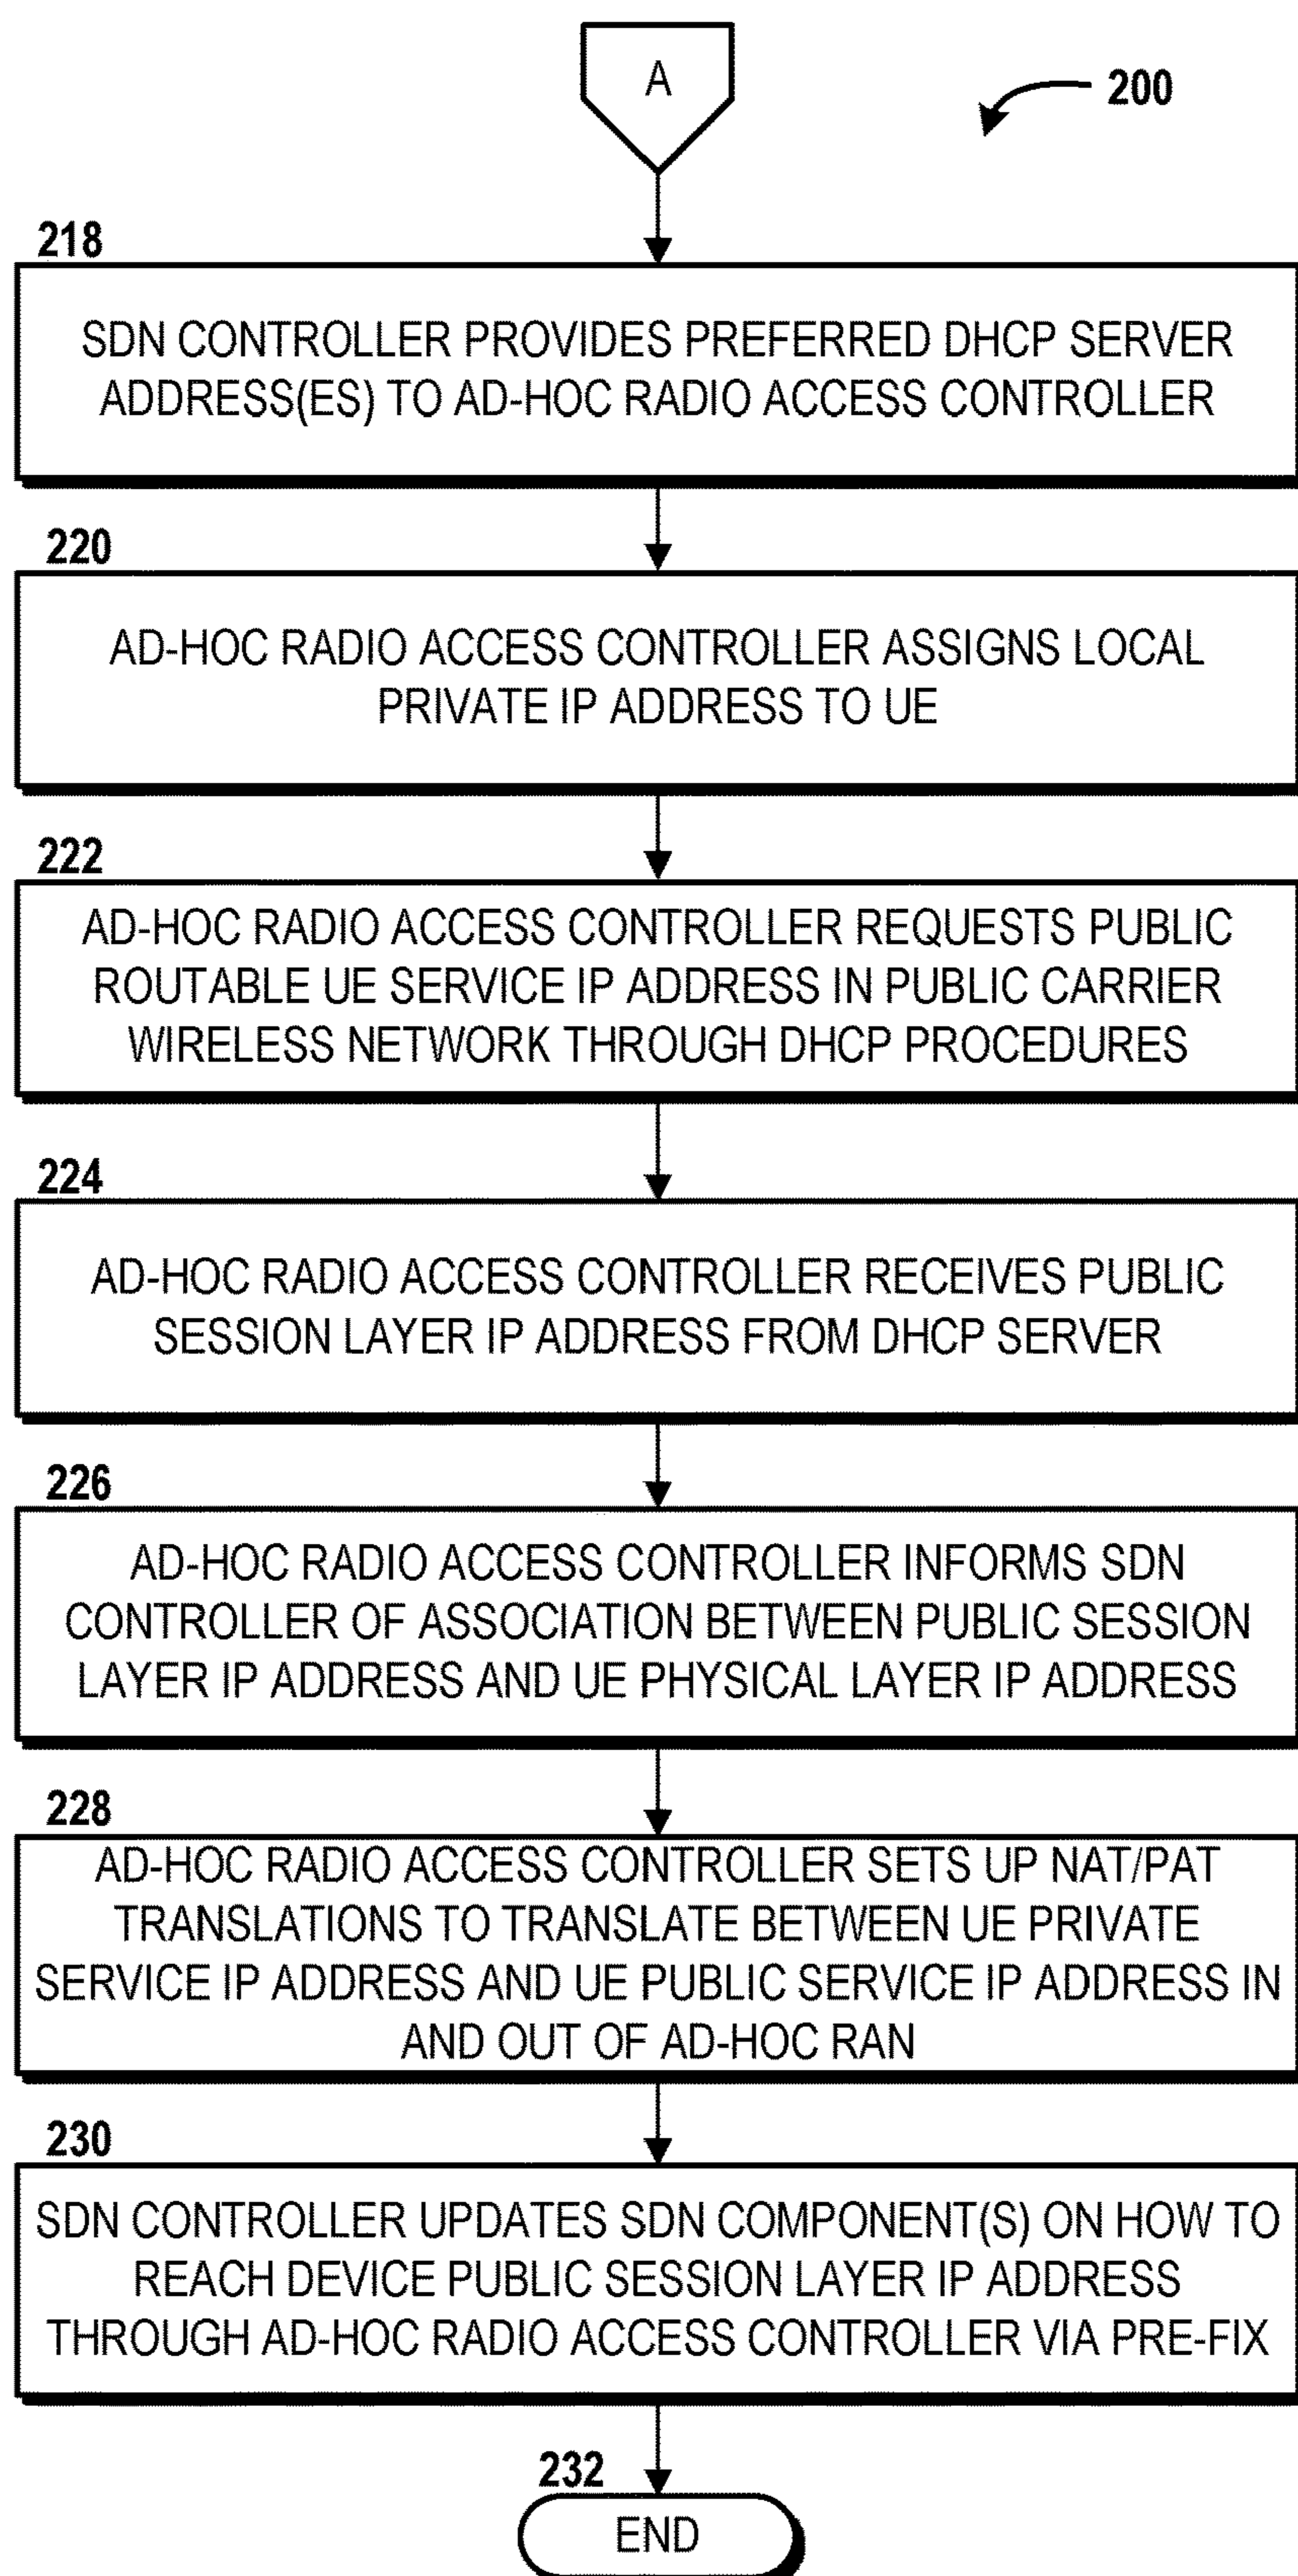 A
200
218
SDN CONTROLLER PROVIDES PREFERRED DHCP SERVER
ADDRESS(ES) TO AD-HOC RADIO ACCESS CONTROLLER
220
AD-HOC RADIO ACCESS CONTROLLER ASSIGNS LOCAL
PRIVATE IP ADDRESS TO UE
222
AD-HOC RADIO ACCESS CONTROLLER REQUESTS PUBLIC
ROUTABLE UE SERVICE IP ADDRESS IN PUBLIC CARRIER
WIRELESS NETWORK THROUGH DHCP PROCEDURES
224
AD-HOC RADIO ACCESS CONTROLLER RECEIVES PUBLIC
SESSION LAYER IP ADDRESS FROM DHCP SERVER
226
AD-HOC RADIO ACCESS CONTROLLER INFORMS SDN
CONTROLLER OF ASSOCIATION BETWEEN PUBLIC SESSION
LAYER IP ADDRESS AND UE PHYSICAL LAYER IP ADDRESS
228
AD-HOC RADIO ACCESS CONTROLLER SETS UP NAT/PAT
TRANSLATIONS TO TRANSLATE BETWEEN UE PRIVATE
SERVICE IP ADDRESS AND UE PUBLIC SERVICE IP ADDRESS IN
AND OUT OF AD-HOC RAN
230
SDN CONTROLLER UPDATES SDN COMPONENT(S) ON HOW TO
REACH DEVICE PUBLIC SESSION LAYER IP ADDRESS
THROUGH AD-HOC RADIO ACCESS CONTROLLER VIA PRE-FIX
232
END